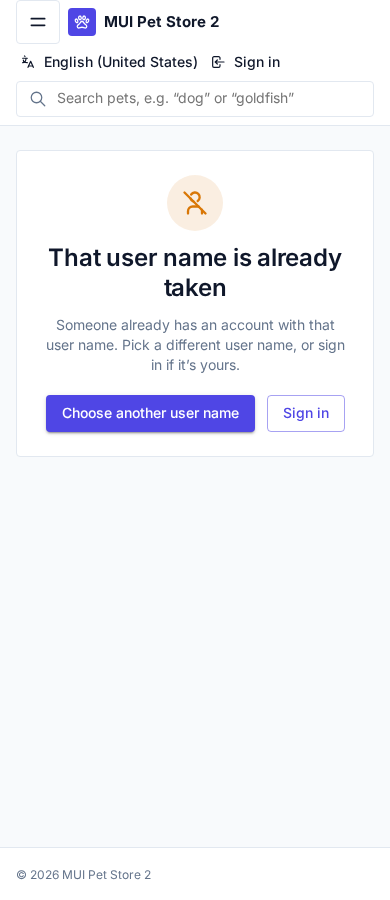 MUI Pet Store 2
English (United States) Sign in
Search pets, e.g. “dog” or “goldfish”
That user name is already
taken
Someone already has an account with that
user name. Pick a different user name, or sign
in if it’s yours.
Choose another user name Sign in
© 2026 MUI Pet Store 2